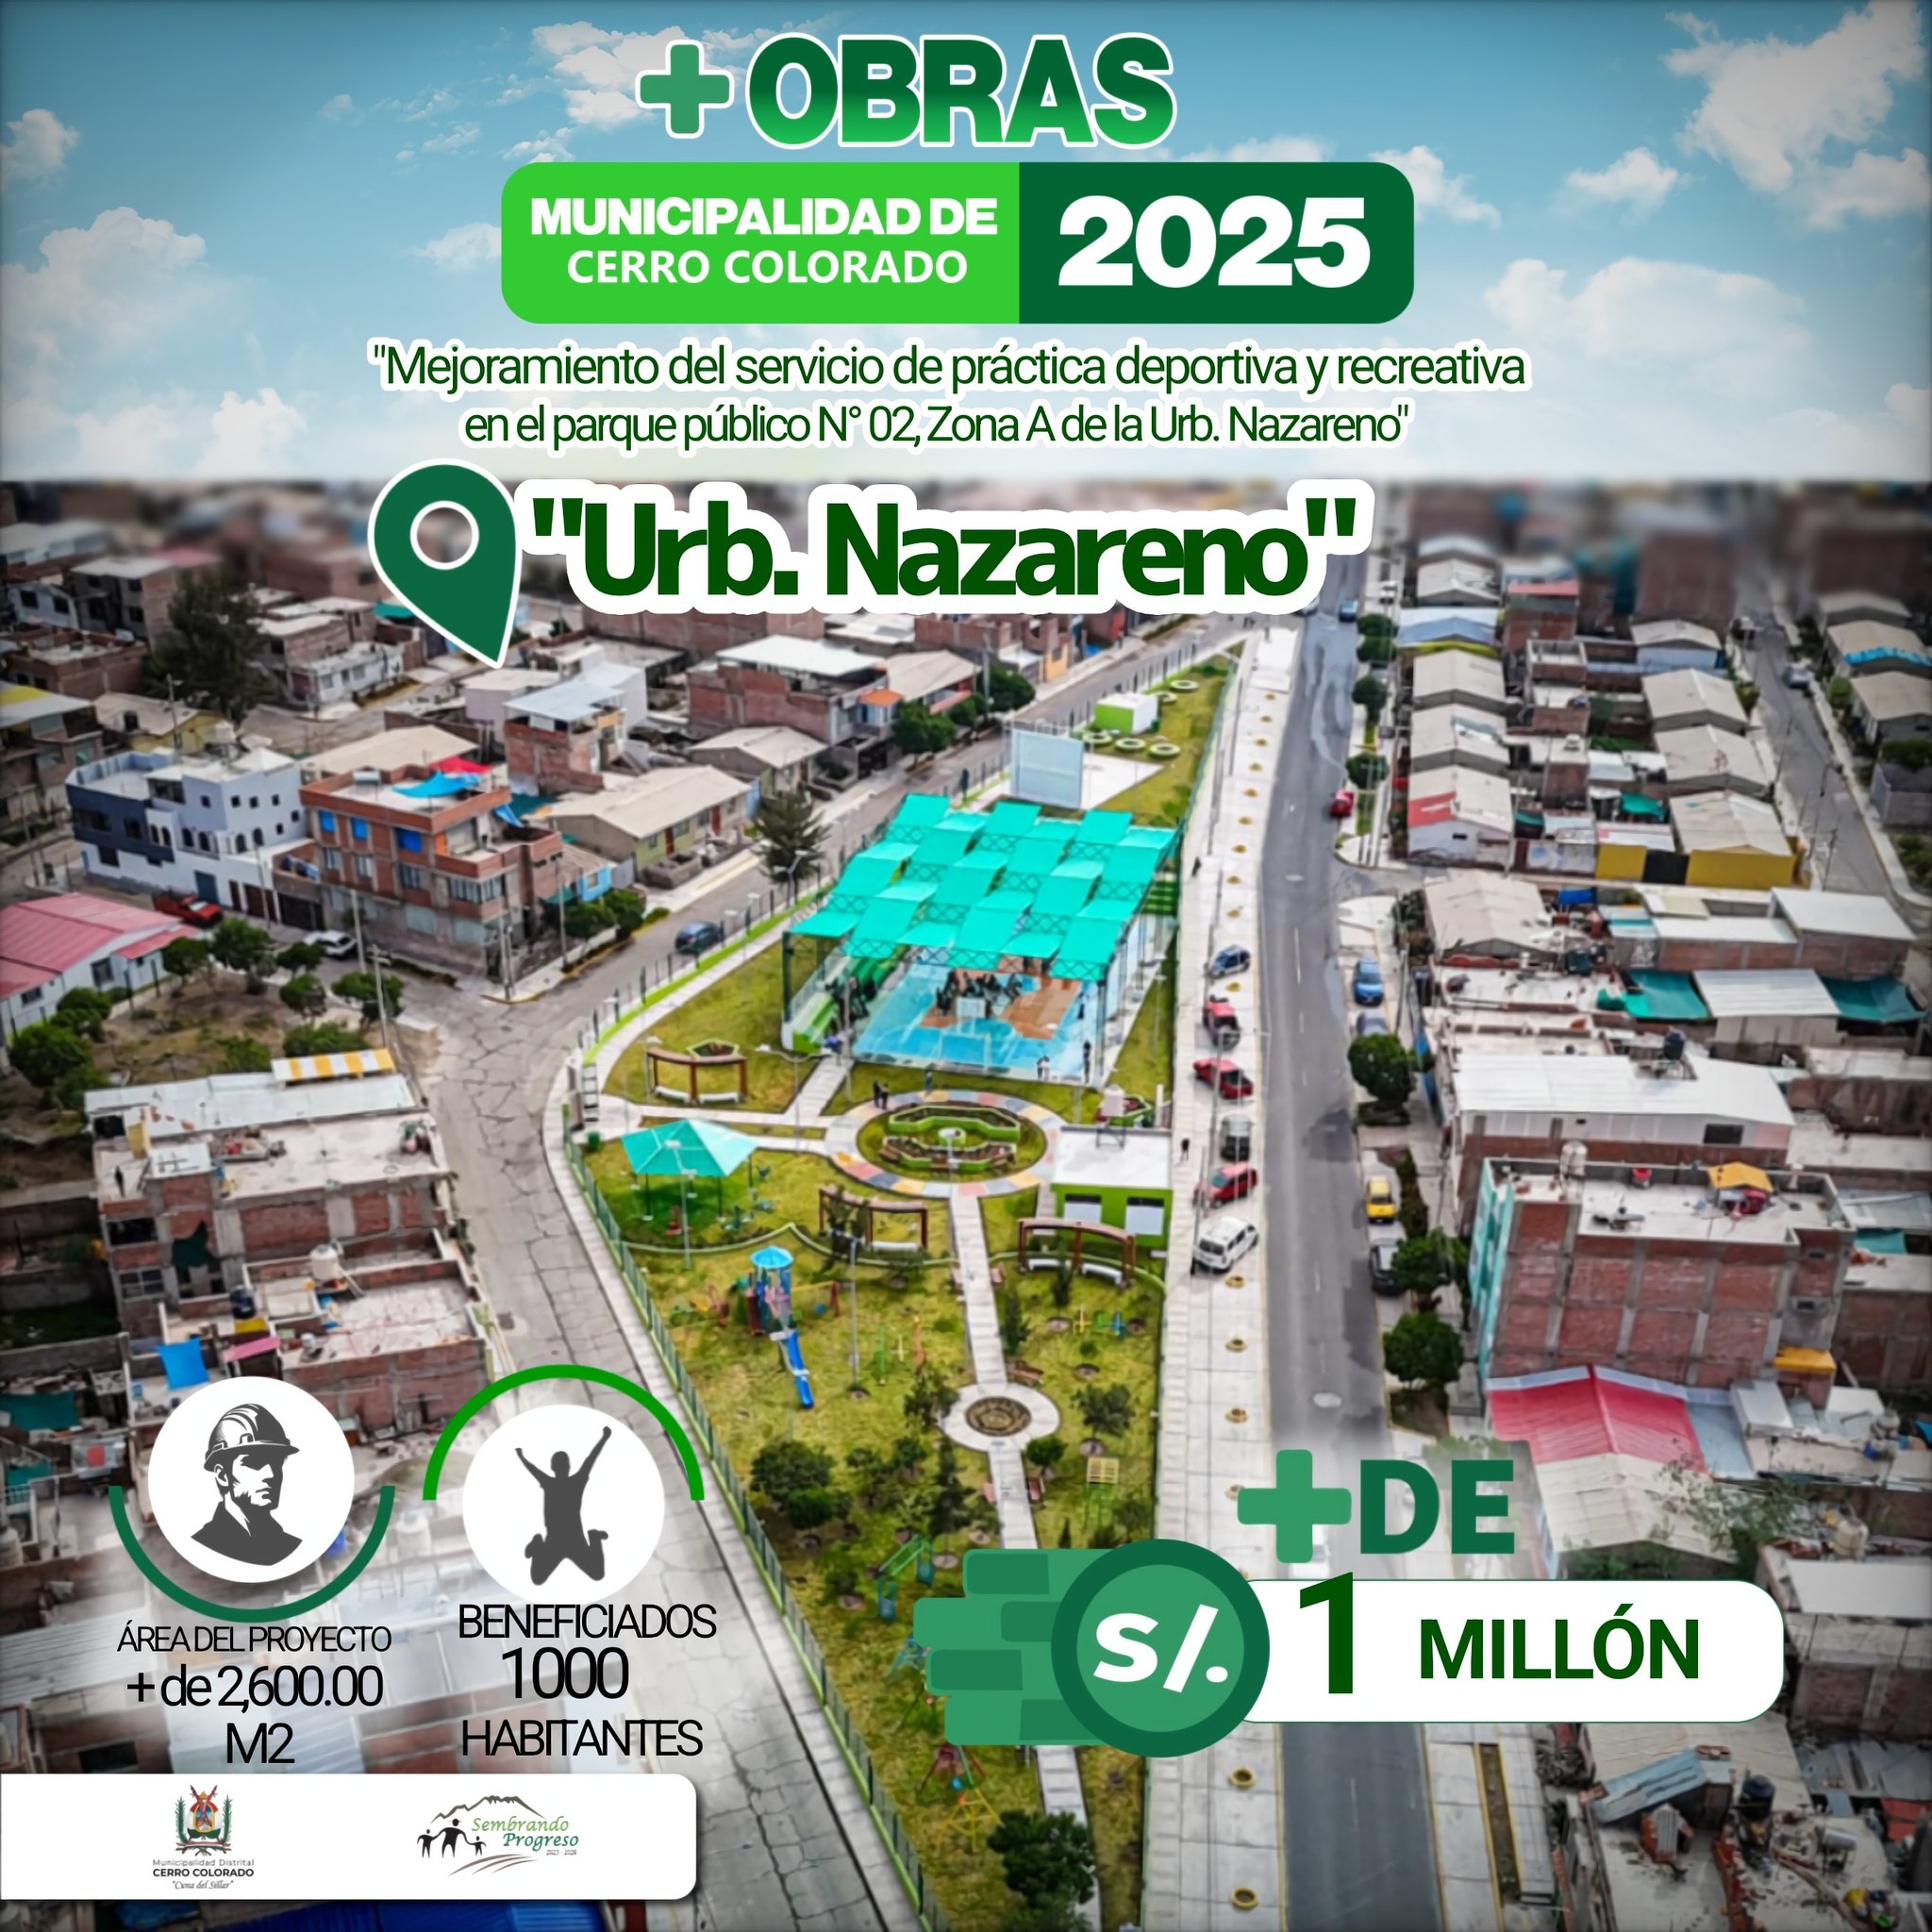 +OBRAS
MUNICIPALIDAD DE
CERRO COLORADO
2025
"Mejoramiento del servicio de práctica deportiva y recreativa
en el parque público N° 02, Zona A de la Urb. Nazareno"
"Urb. Nazareno"
ÁREA DEL PROYECTO
+ de 2,600.00
M2
BENEFICIADOS
1000
HABITANTES
+DE
S/. 1 MILLÓN
Municipalidad Distrital
CERRO COLORADO
"Cuna del Sillar"
Sembrando
Progreso
2023 - 2026